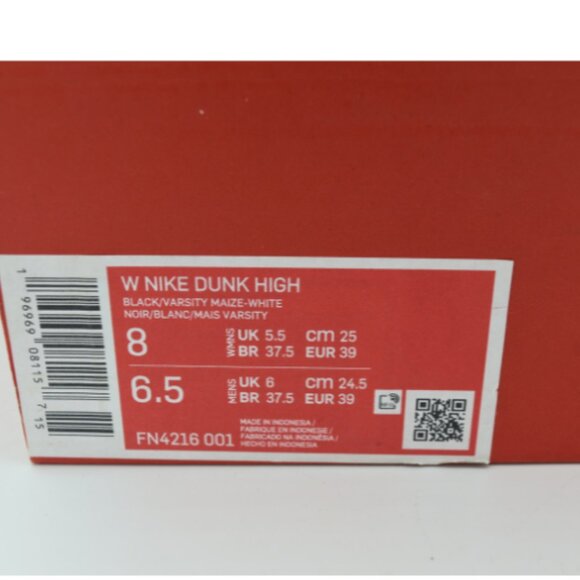 W NIKE DUNK HIGH
BLACK/VARSITY MAIZE-WHITE
NOIR/BLANC/MAIS VARSITY
8 WMNS UK 5.5 cm 25
BR 37.5 EUR 39
6.5 MENS UK 6 cm 24.5
BR 37.5 EUR 39
FN4216 001
MADE IN INDONESIA/
FABRIQUE EN INDONESIE/
FABRICADO NA INDONÉSIA/
HECHO EN INDONESIA
1 96969 08115 7 15